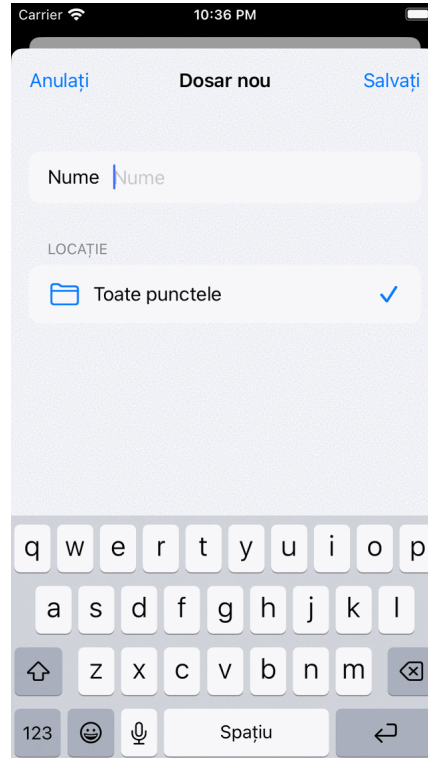 Carrier 10:36 PM
Anulați Dosar nou Salvați
Nume Nume
LOCAȚIE
Toate punctele
q w e r t y u i o p
a s d f g h j k l
z x c v b n m
123 Spațiu